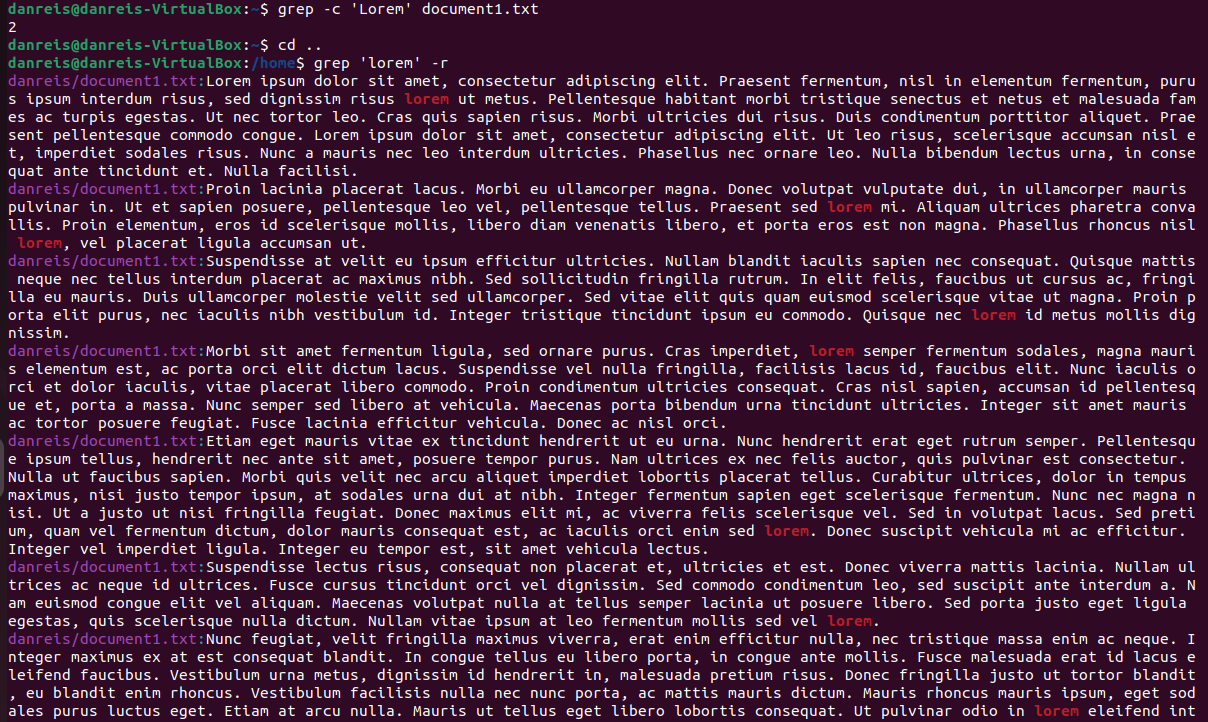 danreis@danreis-VirtualBox:~$ grep -c 'Lorem' document1.txt
2
danreis@danreis-VirtualBox:~$ cd ..
danreis@danreis-VirtualBox:/home$ grep 'lorem' -r
danreis/document1.txt:Lorem ipsum dolor sit amet, consectetur adipiscing elit. Praesent fermentum, nisl in elementum fermentum, puru
s ipsum interdum risus, sed dignissim risus lorem ut metus. Pellentesque habitant morbi tristique senectus et netus et malesuada fam
es ac turpis egestas. Ut nec tortor leo. Cras quis sapien risus. Morbi ultricies dui risus. Duis condimentum porttitor aliquet. Prae
sent pellentesque commodo congue. Lorem ipsum dolor sit amet, consectetur adipiscing elit. Ut leo risus, scelerisque accumsan nisl e
t, imperdiet sodales risus. Nunc a mauris nec leo interdum ultricies. Phasellus nec ornare leo. Nulla bibendum lectus urna, in conse
quat ante tincidunt et. Nulla facilisi.
danreis/document1.txt:Proin lacinia placerat lacus. Morbi eu ullamcorper magna. Donec volutpat vulputate dui, in ullamcorper mauris
pulvinar in. Ut et sapien posuere, pellentesque leo vel, pellentesque tellus. Praesent sed lorem mi. Aliquam ultrices pharetra conva
llis. Proin elementum, eros id scelerisque mollis, libero diam venenatis libero, et porta eros est non magna. Phasellus rhoncus nisl
 lorem, vel placerat ligula accumsan ut.
danreis/document1.txt:Suspendisse at velit eu ipsum efficitur ultricies. Nullam blandit iaculis sapien nec consequat. Quisque mattis
 neque nec tellus interdum placerat ac maximus nibh. Sed sollicitudin fringilla rutrum. In elit felis, faucibus ut cursus ac, fringi
lla eu mauris. Duis ullamcorper molestie velit sed ullamcorper. Sed vitae elit quis quam euismod scelerisque vitae ut magna. Proin p
orta elit purus, nec iaculis nibh vestibulum id. Integer tristique tincidunt ipsum eu commodo. Quisque nec lorem id metus mollis dig
nissim.
danreis/document1.txt:Morbi sit amet fermentum ligula, sed ornare purus. Cras imperdiet, lorem semper fermentum sodales, magna mauri
s elementum est, ac porta orci elit dictum lacus. Suspendisse vel nulla fringilla, facilisis lacus id, faucibus elit. Nunc iaculis o
rci et dolor iaculis, vitae placerat libero commodo. Proin condimentum ultricies consequat. Cras nisl sapien, accumsan id pellentesq
ue et, porta a massa. Nunc semper sed libero at vehicula. Maecenas porta bibendum urna tincidunt ultricies. Integer sit amet mauris
ac tortor posuere feugiat. Fusce lacinia efficitur vehicula. Donec ac nisl orci.
danreis/document1.txt:Etiam eget mauris vitae ex tincidunt hendrerit ut eu urna. Nunc hendrerit erat eget rutrum semper. Pellentesqu
e ipsum tellus, hendrerit nec ante sit amet, posuere tempor purus. Nam ultrices ex nec felis auctor, quis pulvinar est consectetur.
Nulla ut faucibus sapien. Morbi quis velit nec arcu aliquet imperdiet lobortis placerat tellus. Curabitur ultrices, dolor in tempus
maximus, nisi justo tempor ipsum, at sodales urna dui at nibh. Integer fermentum sapien eget scelerisque fermentum. Nunc nec magna n
isi. Ut a justo ut nisi fringilla feugiat. Donec maximus elit mi, ac viverra felis scelerisque vel. Sed in volutpat lacus. Sed preti
um, quam vel fermentum dictum, dolor mauris consequat est, ac iaculis orci enim sed lorem. Donec suscipit vehicula mi ac efficitur.
Integer vel imperdiet ligula. Integer eu tempor est, sit amet vehicula lectus.
danreis/document1.txt:Suspendisse lectus risus, consequat non placerat et, ultricies et est. Donec viverra mattis lacinia. Nullam ul
trices ac neque id ultrices. Fusce cursus tincidunt orci vel dignissim. Sed commodo condimentum leo, sed suscipit ante interdum a. N
am euismod congue elit vel aliquam. Maecenas volutpat nulla at tellus semper lacinia ut posuere libero. Sed porta justo eget ligula
egestas, quis scelerisque nulla dictum. Nullam vitae ipsum at leo fermentum mollis sed vel lorem.
danreis/document1.txt:Nunc feugiat, velit fringilla maximus viverra, erat enim efficitur nulla, nec tristique massa enim ac neque. I
nteger maximus ex at est consequat blandit. In congue tellus eu libero porta, in congue ante mollis. Fusce malesuada erat id lacus e
leifend faucibus. Vestibulum urna metus, dignissim id hendrerit in, malesuada pretium risus. Donec fringilla justo ut tortor blandit
, eu blandit enim rhoncus. Vestibulum facilisis nulla nec nunc porta, ac mattis mauris dictum. Mauris rhoncus mauris ipsum, eget sod
ales purus luctus eget. Etiam at arcu nulla. Mauris ut tellus eget libero lobortis consequat. Ut pulvinar odio in lorem eleifend int